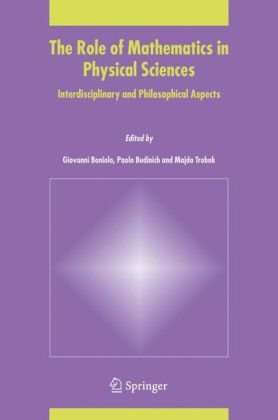 The Role of Mathematics in
Physical Sciences
Interdisciplinary and Philosophical Aspects
Edited by
Giovanni Boniolo, Paolo Budinich and Majda Trobok
Springer